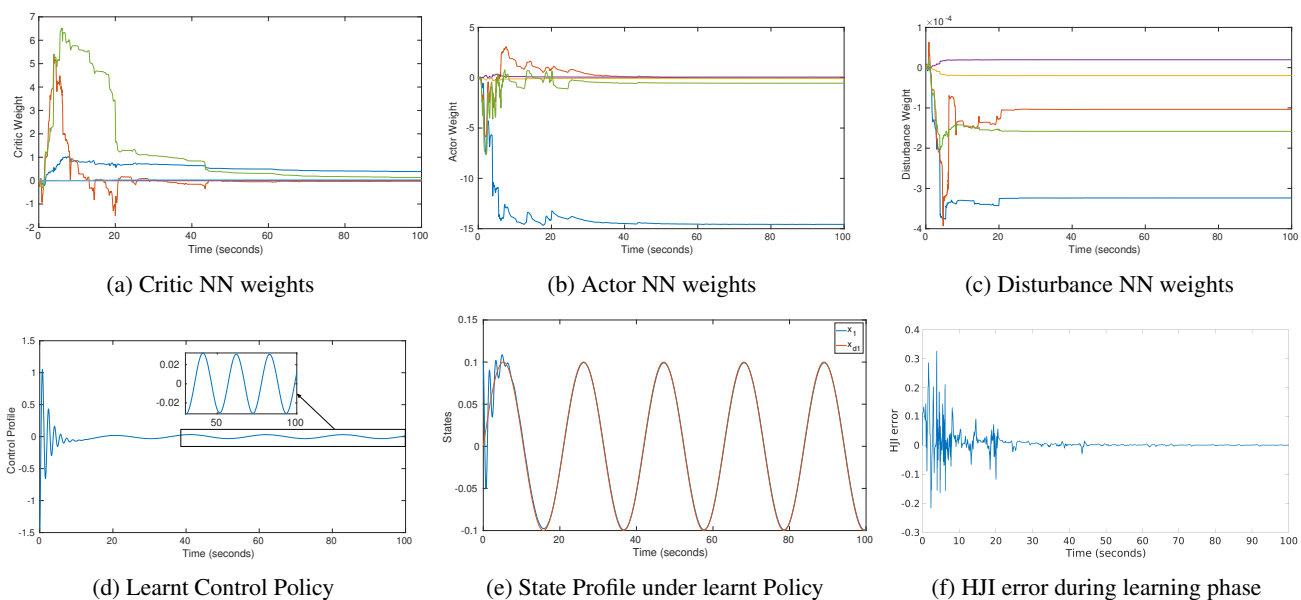 7
6
5
4
3
2
1
0
-1
-2
Critic Weight
0 20 40 60 80 100
Time (seconds)
(a) Critic NN weights
5
0
-5
-10
-15
Actor Weight
0 20 40 60 80 100
Time (seconds)
(b) Actor NN weights
×10-4
1
0
-1
-2
-3
-4
Disturbance Weight
0 20 40 60 80 100
Time (seconds)
(c) Disturbance NN weights
1.5
1
0.5
0
-0.5
-1
-1.5
Control Profile
0.02
0
-0.02
50 100
0 20 40 60 80 100
Time (seconds)
(d) Learnt Control Policy
0.15
0.1
0.05
0
-0.05
-0.1
States
x1
xd1
0 20 40 60 80 100
Time (seconds)
(e) State Profile under learnt Policy
0.4
0.3
0.2
0.1
0
-0.1
-0.2
-0.3
HJI error
0 10 20 30 40 50 60 70 80 90 100
Time (seconds)
(f) HJI error during learning phase